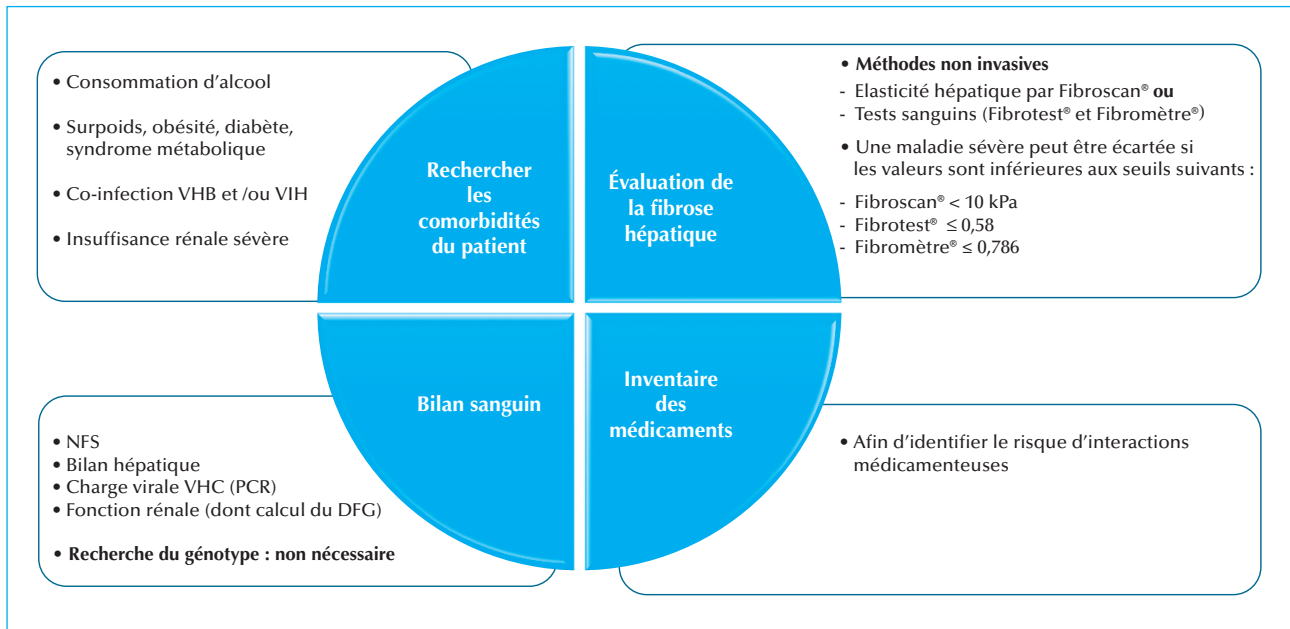 • Consommation d'alcool
• Surpoids, obésité, diabète,
syndrome métabolique
• Co-infection VHB et /ou VIH
• Insuffisance rénale sévère
Rechercher
les
comorbidités
du patient
Évaluation de
la fibrose
hépatique
• Méthodes non invasives
- Elasticité hépatique par Fibroscan® ou
- Tests sanguins (Fibrotest® et Fibromètre®)
• Une maladie sévère peut être écartée si
les valeurs sont inférieures aux seuils suivants :
- Fibroscan® < 10 kPa
- Fibrotest® ≤ 0,58
- Fibromètre® ≤ 0,786
• NFS
• Bilan hépatique
• Charge virale VHC (PCR)
• Fonction rénale (dont calcul du DFG)
• Recherche du génotype : non nécessaire
Bilan sanguin
Inventaire
des
médicaments
• Afin d'identifier le risque d'interactions
médicamenteuses